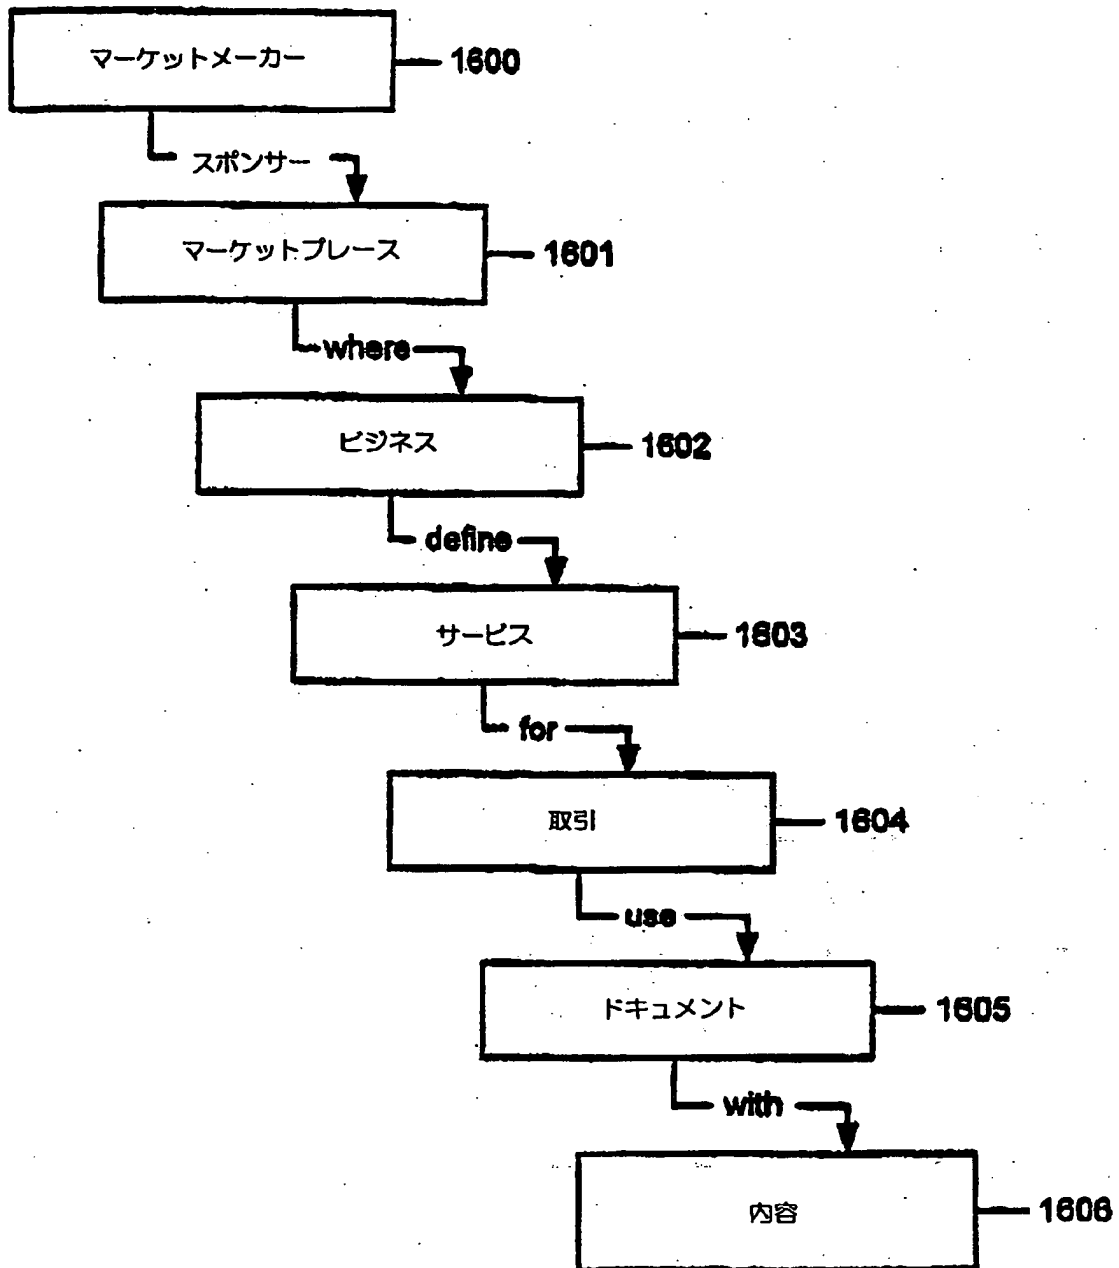 マーケットメーカー
1600
スポンサー
マーケットプレース
1601
where
ビジネス
1602
define
サービス
1603
for
取引
1604
use
ドキュメント
1605
with
内容
1606